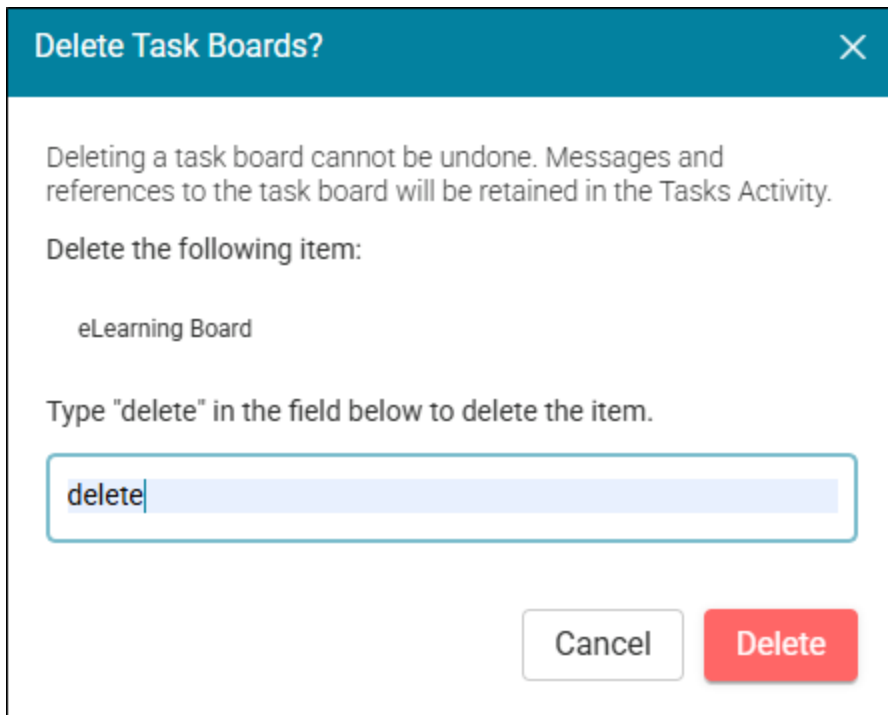 Delete Task Boards?
Deleting a task board cannot be undone. Messages and
references to the task board will be retained in the Tasks Activity.
Delete the following item:
eLearning Board
Type "delete" in the field below to delete the item.
delete
Cancel Delete